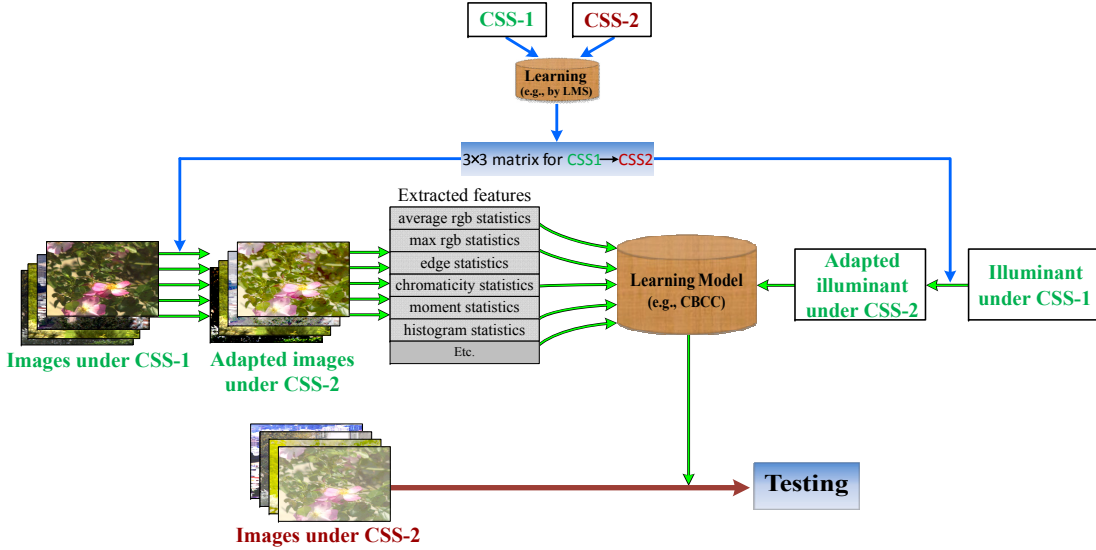 CSS-1
CSS-2
Learning
(e.g., by LMS)
3×3 matrix for CSS1→CSS2
Extracted features
average rgb statistics
max rgb statistics
edge statistics
chromaticity statistics
moment statistics
histogram statistics
Etc.
Learning Model
(e.g., CBCC)
Adapted
illuminant
under CSS-2
Illuminant
under CSS-1
Images under CSS-1
Adapted images
under CSS-2
Testing
Images under CSS-2